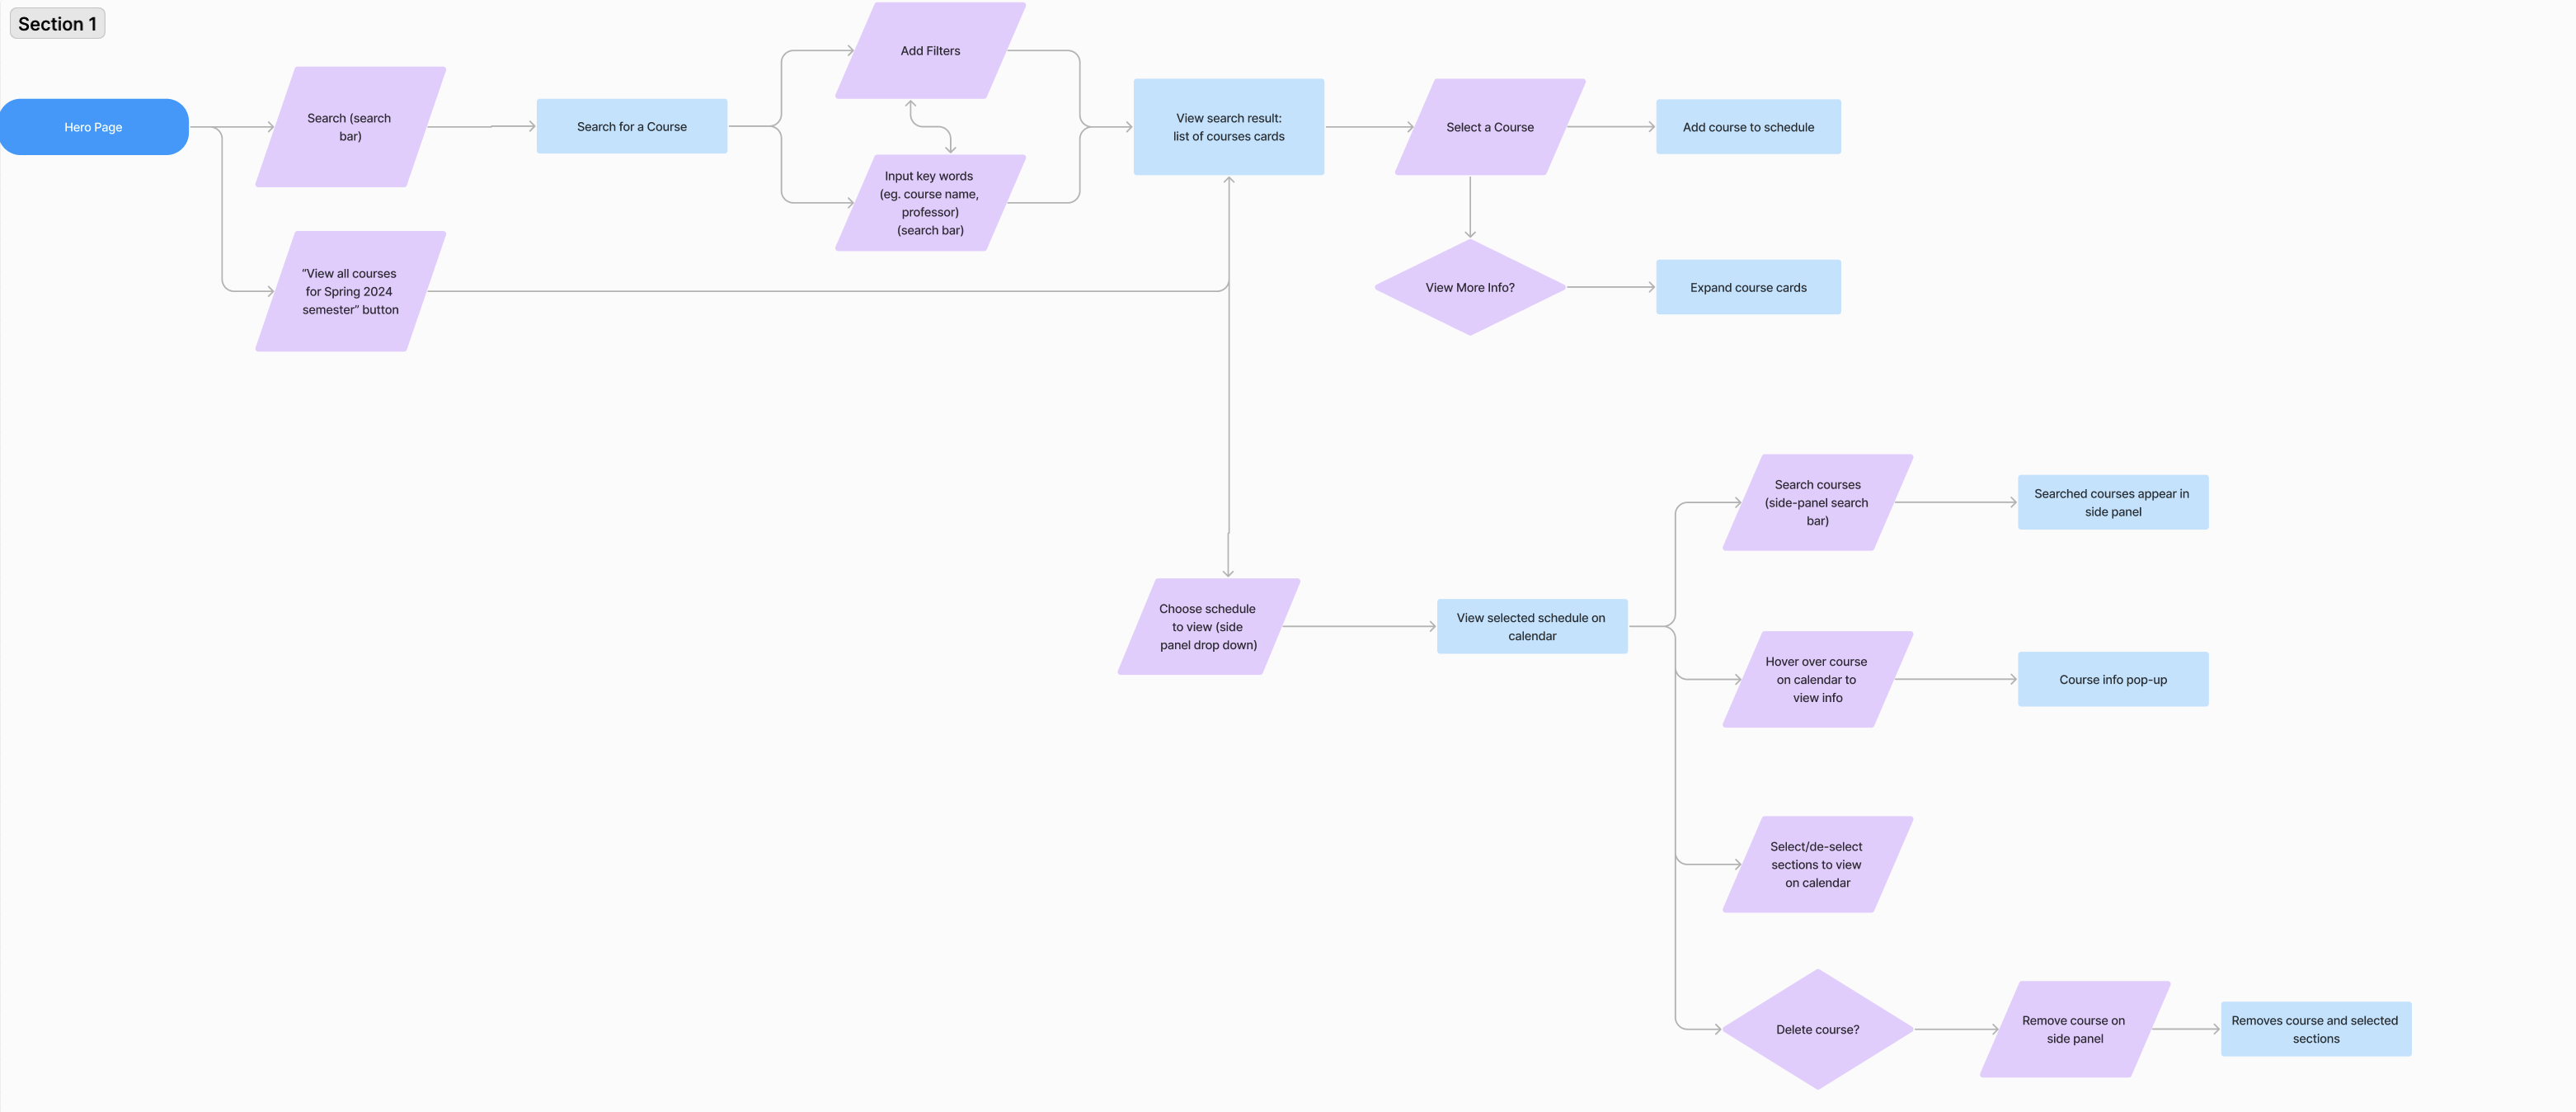 Section 1
Hero Page
Search (search
bar)
Search for a Course
Add Filters
Input key words
(eg. course name,
professor)
(search bar)
View search result:
list of courses cards
Select a Course
Add course to schedule
“View all courses
for Spring 2024
semester” button
View More Info?
Expand course cards
Choose schedule
to view (side
panel drop down)
View selected schedule on
calendar
Search courses
(side-panel search
bar)
Searched courses appear in
side panel
Hover over course
on calendar to
view info
Course info pop-up
Select/de-select
sections to view
on calendar
Delete course?
Remove course on
side panel
Removes course and selected
sections